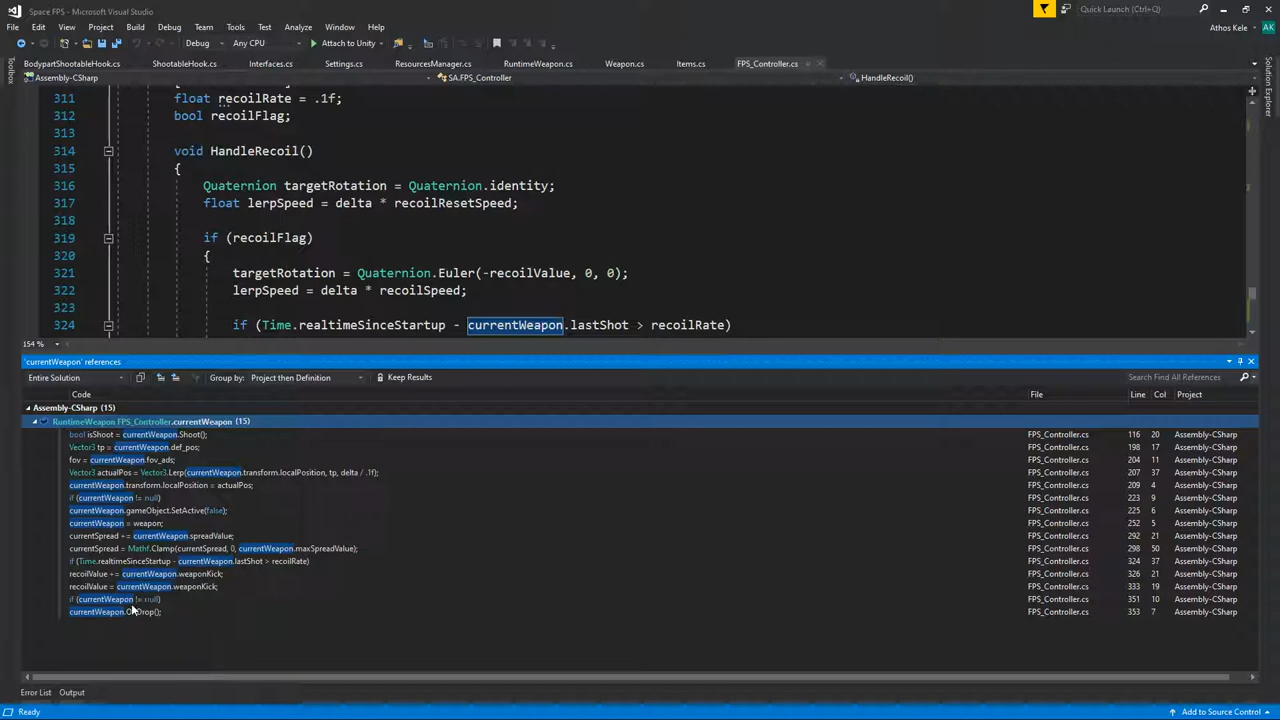 Space FPS - Microsoft Visual Studio
Quick Launch (Ctrl+Q)
File Edit View Project Build Debug Team Tools Test Analyze Window Help
Athos Kele AK
Debug Any CPU Attach to Unity
BodypartShootableHook.cs ShootableHook.cs Interfaces.cs Settings.cs ResourcesManager.cs RuntimeWeapon.cs Weapon.cs Items.cs FPS_Controller.cs
Assembly-CSharp SA.FPS_Controller HandleRecoil()
Toolbox
Solution Explorer
311 float recoilRate = .1f;
312 bool recoilFlag;
313
314 void HandleRecoil()
315 {
316 Quaternion targetRotation = Quaternion.identity;
317 float lerpSpeed = delta * recoilResetSpeed;
318
319 if (recoilFlag)
320 {
321 targetRotation = Quaternion.Euler(-recoilValue, 0, 0);
322 lerpSpeed = delta * recoilSpeed;
323
324 if (Time.realtimeSinceStartup - currentWeapon.lastShot > recoilRate)
154 %
'currentWeapon' references
Entire Solution Group by: Project then Definition Keep Results Search Find All References
Code File Line Col Project
Assembly-CSharp (15)
RuntimeWeapon FPS_Controller.currentWeapon (15)
bool isShoot = currentWeapon.Shoot(); FPS_Controller.cs 116 20 Assembly-CSharp
Vector3 tp = currentWeapon.def_pos; FPS_Controller.cs 198 17 Assembly-CSharp
fov = currentWeapon.fov_ads; FPS_Controller.cs 204 11 Assembly-CSharp
Vector3 actualPos = Vector3.Lerp(currentWeapon.transform.localPosition, tp, delta / .1f); FPS_Controller.cs 207 37 Assembly-CSharp
currentWeapon.transform.localPosition = actualPos; FPS_Controller.cs 209 4 Assembly-CSharp
if (currentWeapon != null) FPS_Controller.cs 223 9 Assembly-CSharp
currentWeapon.gameObject.SetActive(false); FPS_Controller.cs 225 6 Assembly-CSharp
currentWeapon = weapon; FPS_Controller.cs 252 5 Assembly-CSharp
currentSpread += currentWeapon.spreadValue; FPS_Controller.cs 292 21 Assembly-CSharp
currentSpread = Mathf.Clamp(currentSpread, 0, currentWeapon.maxSpreadValue); FPS_Controller.cs 298 50 Assembly-CSharp
if (Time.realtimeSinceStartup - currentWeapon.lastShot > recoilRate) FPS_Controller.cs 324 37 Assembly-CSharp
recoilValue += currentWeapon.weaponKick; FPS_Controller.cs 326 21 Assembly-CSharp
recoilValue = currentWeapon.weaponKick; FPS_Controller.cs 333 19 Assembly-CSharp
if (currentWeapon != null) FPS_Controller.cs 351 10 Assembly-CSharp
currentWeapon.OnDrop(); FPS_Controller.cs 353 7 Assembly-CSharp
Error List Output
Ready Add to Source Control